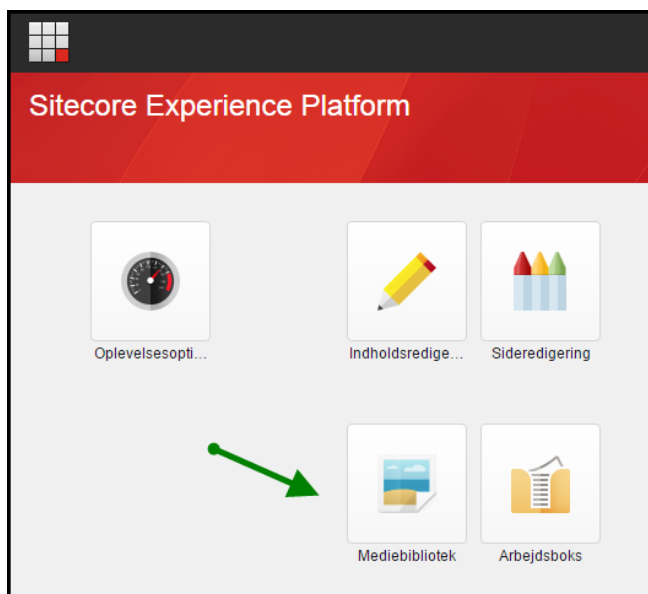 Sitecore Experience Platform
Oplevelsesopti...
Indholdsredige...
Sideredigering
Mediebibliotek
Arbejdsboks